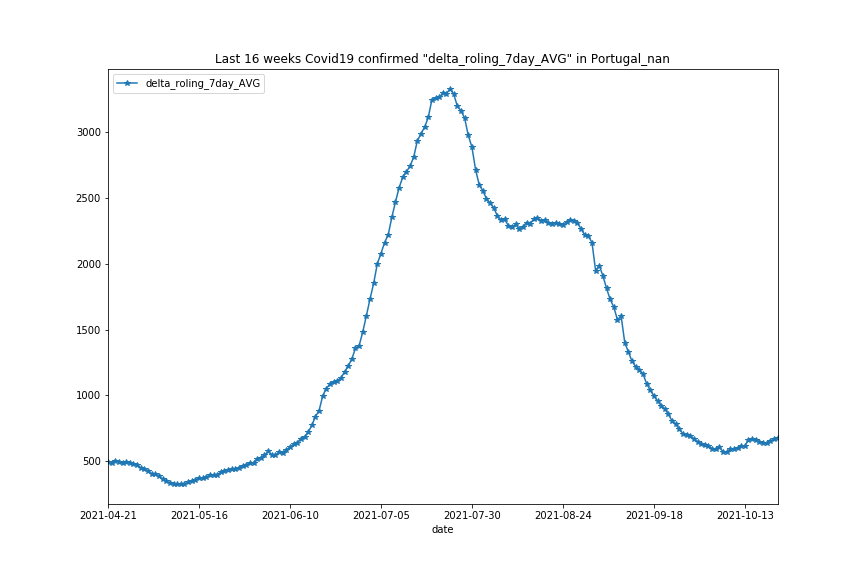 Last 16 weeks Covid19 confirmed "delta_roling_7day_AVG" in Portugal_nan
delta_roling_7day_AVG
3000
2500
2000
1500
1000
500
2021-04-21 2021-05-16 2021-06-10 2021-07-05 2021-07-30 2021-08-24 2021-09-18 2021-10-13
date